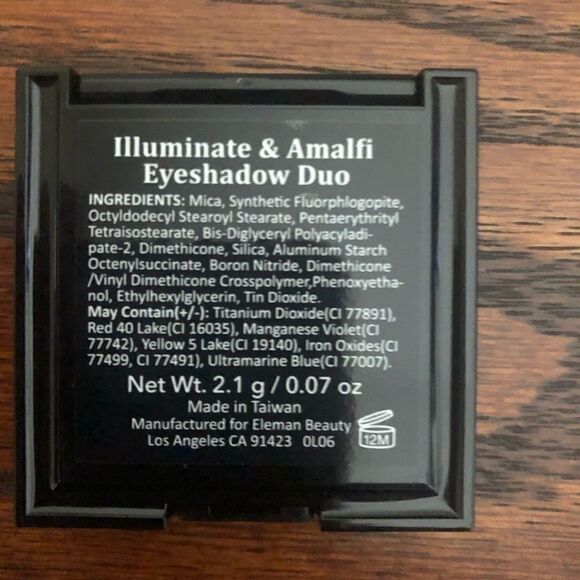 Illuminate & Amalfi
Eyeshadow Duo
INGREDIENTS: Mica, Synthetic Fluorphlogopite,
Octyldodecyl Stearoyl Stearate, Pentaerythrityl
Tetraisostearate, Bis-Diglyceryl Polyacyladi-
pate-2, Dimethicone, Silica, Aluminum Starch
Octenylsuccinate, Boron Nitride, Dimethicone
/Vinyl Dimethicone Crosspolymer,Phenoxyetha-
nol, Ethylhexylglycerin, Tin Dioxide.
May Contain(+/-): Titanium Dioxide(CI 77891),
Red 40 Lake(CI 16035), Manganese Violet(CI
77742), Yellow 5 Lake(CI 19140), Iron Oxides(CI
77499, CI 77491), Ultramarine Blue(CI 77007).
Net Wt. 2.1 g / 0.07 oz
Made in Taiwan
Manufactured for Eleman Beauty
Los Angeles CA 91423 0L06
12M